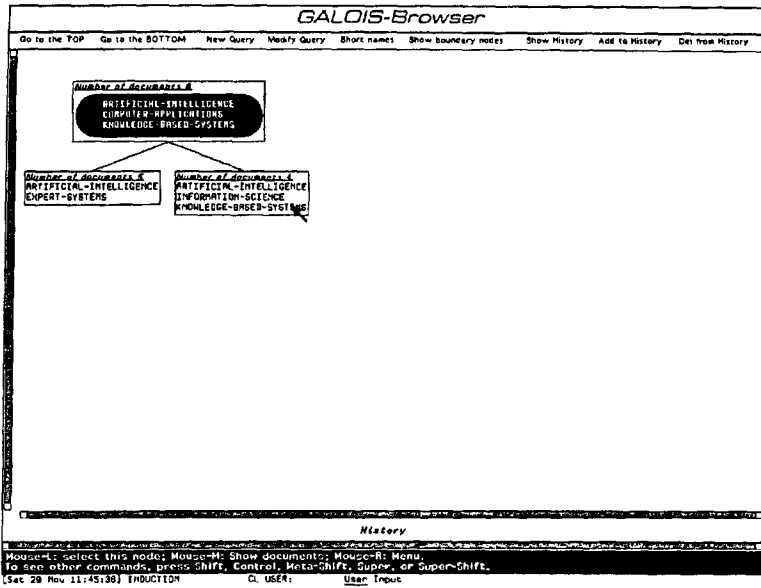 GALOIS-Browser
Go to the TOP Go to the BOTTOM New Query Modify Query Short names Show boundary nodes Show History Add to History Del from History
Number of documents
ARTIFICIAL-INTELLIGENCE
COMPUTER-APPLICATIONS
KNOWLEDGE-BASED-SYSTEMS
Number of documents
ARTIFICIAL-INTELLIGENCE
EXPERT-SYSTEMS
Number of documents
ARTIFICIAL-INTELLIGENCE
INFORMATION-SCIENCE
KNOWLEDGE-BASED-SYSTEMS
History
Mouse-L: select this node; Mouse-M: Show documents; Mouse-R: Menu.
To see other commands, press Shift, Control, Meta-Shift, Super, or Super-Shift.
[Sat 28 Nov 11:45:38] INDUCTION CL USER: User Input